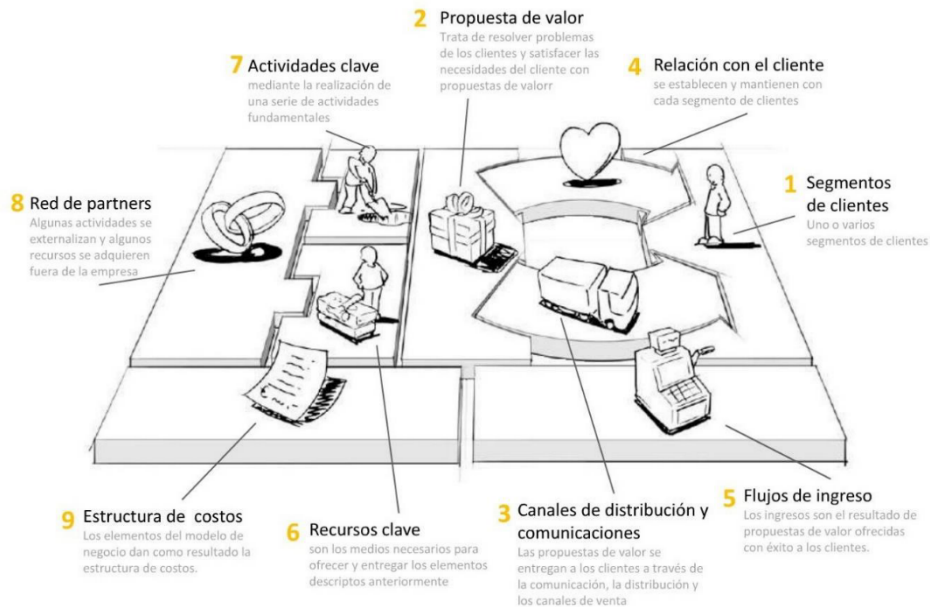 2 Propuesta de valor
Trata de resolver problemas
de los clientes y satisfacer las
necesidades del cliente con
propuestas de valorr
7 Actividades clave
mediante la realización de
una serie de actividades
fundamentales
4 Relación con el cliente
se establecen y mantienen con
cada segmento de clientes
8 Red de partners
Algunas actividades se
externalizan y algunos
recursos se adquieren
fuera de la empresa
1 Segmentos
de clientes
Uno o varios
segmentos de clientes
9 Estructura de costos
Los elementos del modelo de
negocio dan como resultado la
estructura de costos.
6 Recursos clave
son los medios necesarios para
ofrecer y entregar los elementos
descriptos anteriormente
3 Canales de distribución y
comunicaciones
Las propuestas de valor se
entregan a los clientes a través de
la comunicación, la distribución y
los canales de venta
5 Flujos de ingreso
Los ingresos son el resultado de
propuestas de valor ofrecidas
con éxito a los clientes.